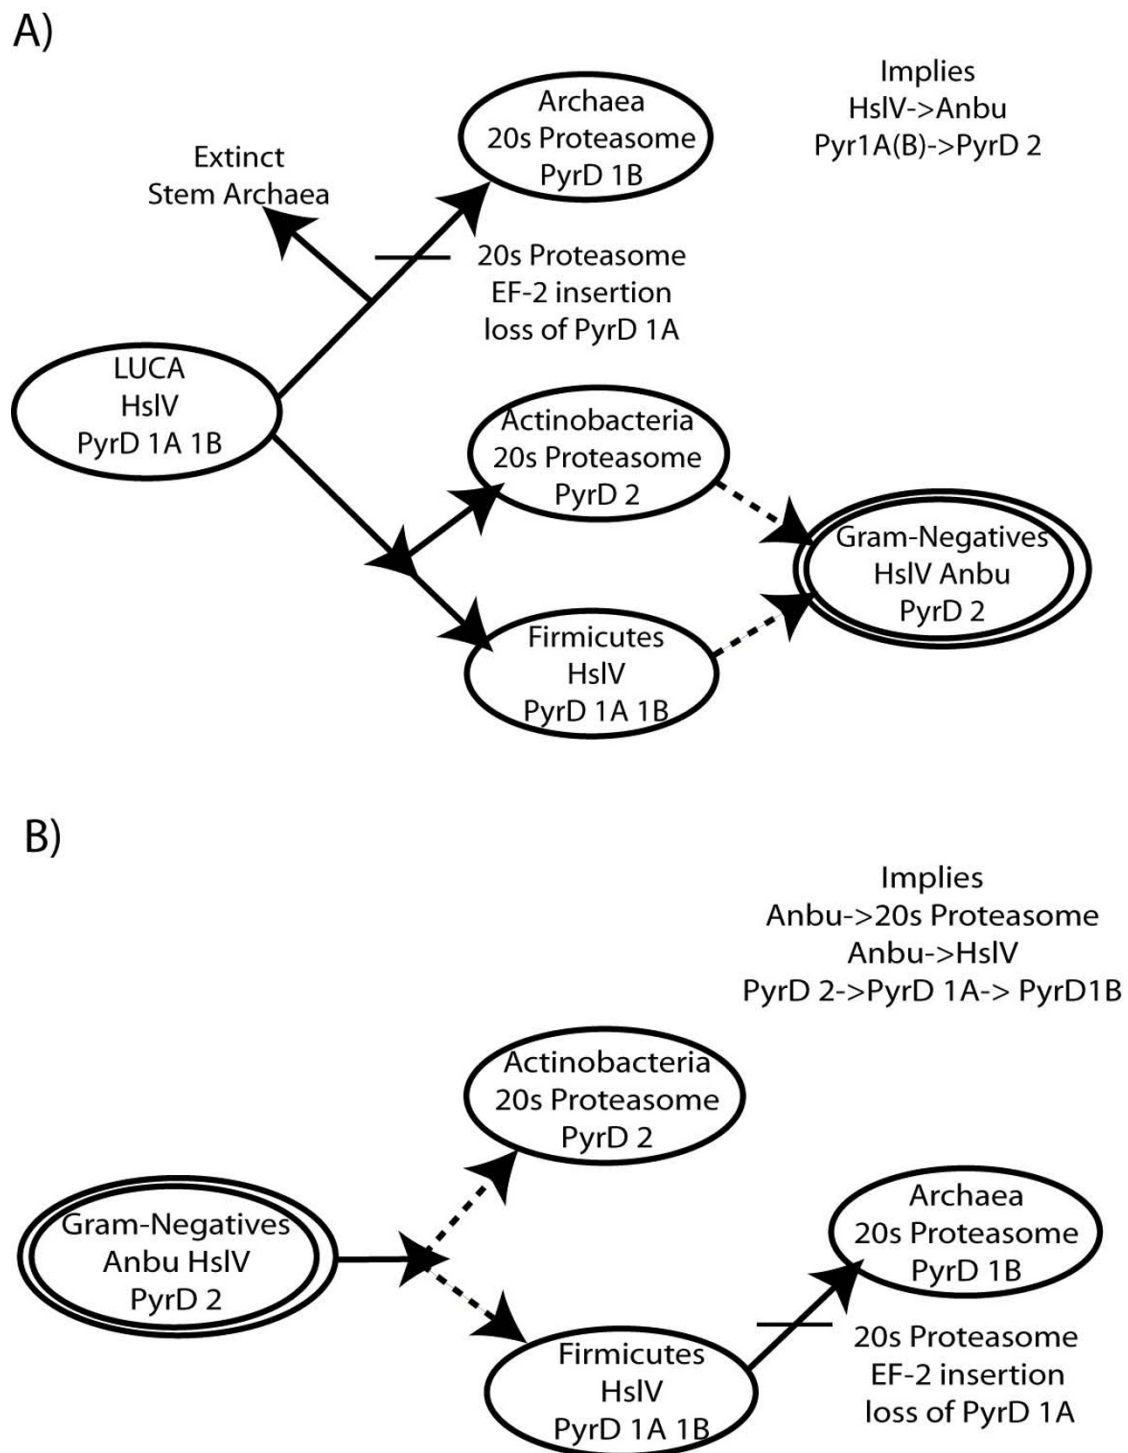 A)
Archaea
20s Proteasome
PyrD 1B
Implies
HslV->Anbu
Pyr1A(B)->PyrD 2
Extinct
Stem Archaea
20s Proteasome
EF-2 insertion
loss of PyrD 1A
LUCA
HslV
PyrD 1A 1B
Actinobacteria
20s Proteasome
PyrD 2
Gram-Negatives
HslV Anbu
PyrD 2
Firmicutes
HslV
PyrD 1A 1B
B)
Implies
Anbu->20s Proteasome
Anbu->HslV
PyrD 2->PyrD 1A-> PyrD1B
Actinobacteria
20s Proteasome
PyrD 2
Gram-Negatives
Anbu HslV
PyrD 2
Archaea
20s Proteasome
PyrD 1B
Firmicutes
HslV
PyrD 1A 1B
20s Proteasome
EF-2 insertion
loss of PyrD 1A